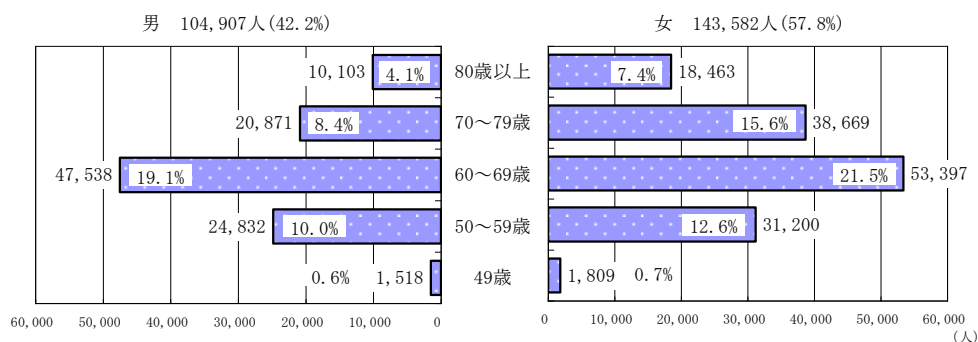 男 104,907人(42.2%) 女 143,582人(57.8%)
10,103 4.1% 80歳以上 7.4% 18,463
20,871 8.4% 70～79歳 15.6% 38,669
47,538 19.1% 60～69歳 21.5% 53,397
24,832 10.0% 50～59歳 12.6% 31,200
0.6% 1,518 49歳 1,809 0.7%
60,000 50,000 40,000 30,000 20,000 10,000 0 0 10,000 20,000 30,000 40,000 50,000 60,000
(人)